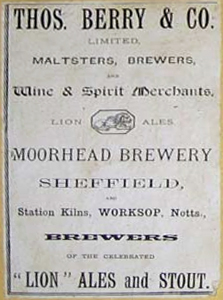 THOS. BERRY & CO.
LIMITED,
MALTSTERS, BREWERS,
AND
Wine & Spirit Merchants,
LION ALES.
MOORHEAD BREWERY
SHEFFIELD,
AND
Station Kilns, WORKSOP, Notts.,
BREWERS
OF THE CELEBRATED
"LION" ALES and STOUT.